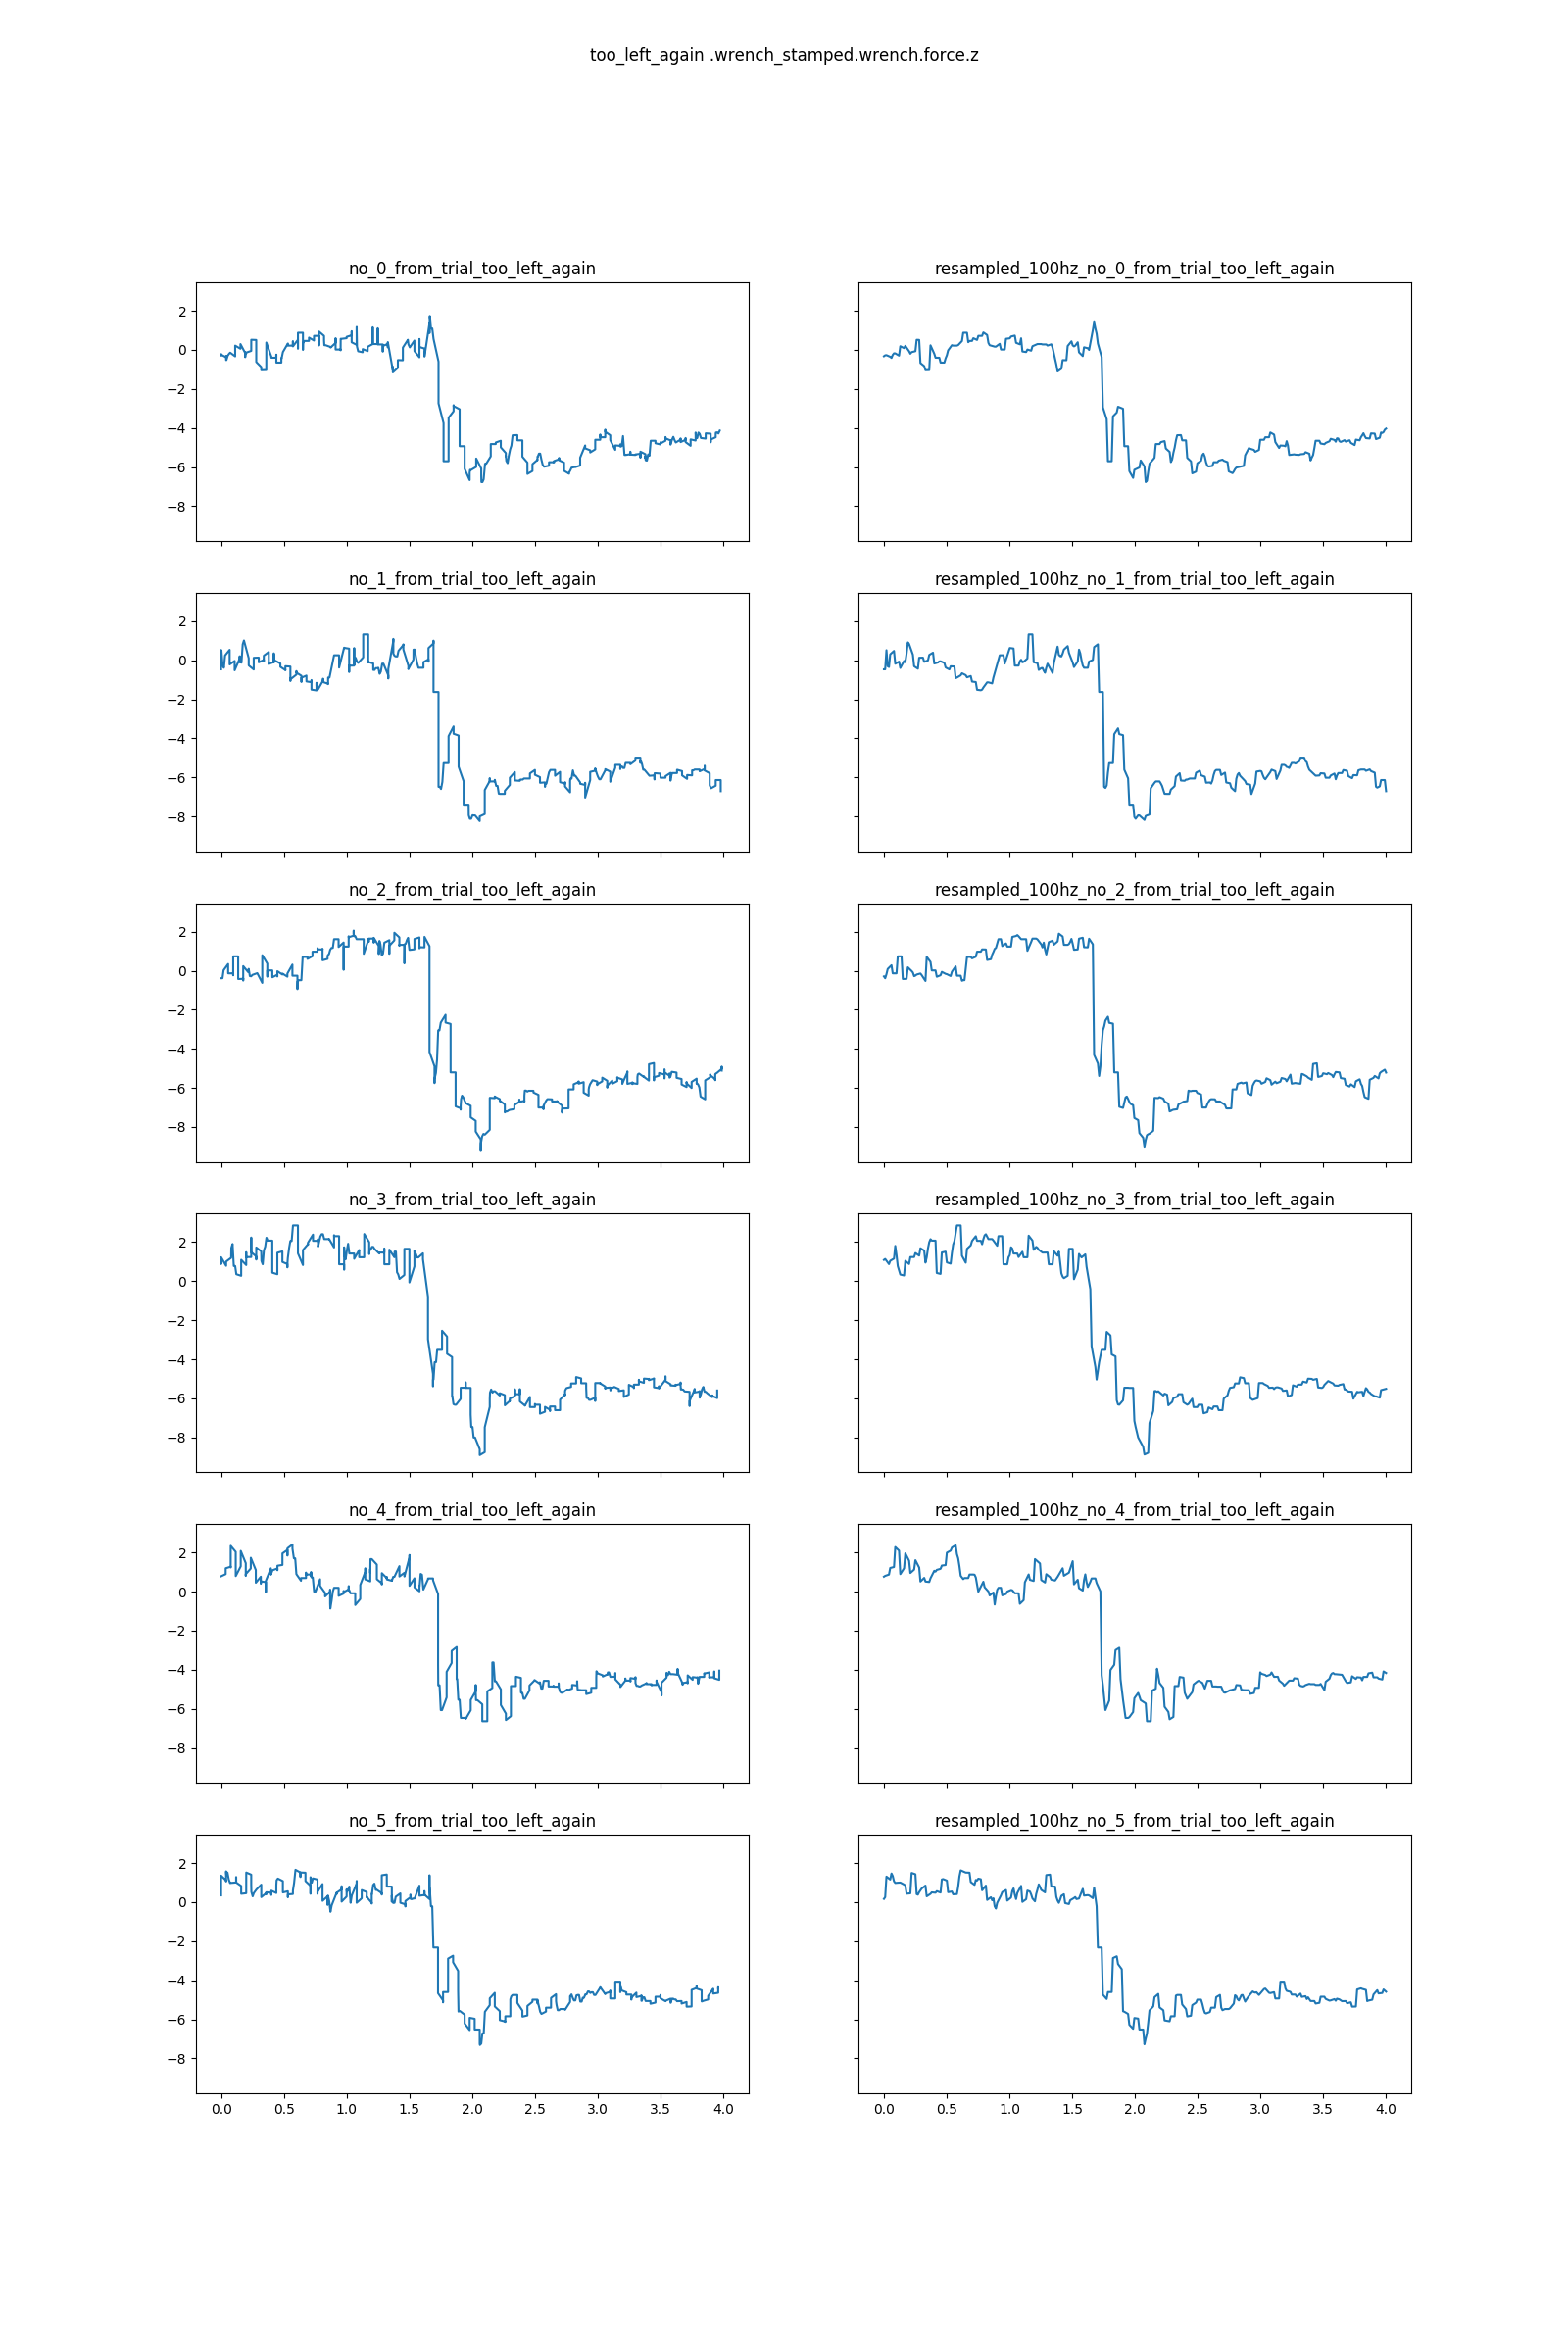 too_left_again .wrench_stamped.wrench.force.z
no_0_from_trial_too_left_again
resampled_100hz_no_0_from_trial_too_left_again
2
0
−2
−4
−6
−8
no_1_from_trial_too_left_again
resampled_100hz_no_1_from_trial_too_left_again
2
0
−2
−4
−6
−8
no_2_from_trial_too_left_again
resampled_100hz_no_2_from_trial_too_left_again
2
0
−2
−4
−6
−8
no_3_from_trial_too_left_again
resampled_100hz_no_3_from_trial_too_left_again
2
0
−2
−4
−6
−8
no_4_from_trial_too_left_again
resampled_100hz_no_4_from_trial_too_left_again
2
0
−2
−4
−6
−8
no_5_from_trial_too_left_again
resampled_100hz_no_5_from_trial_too_left_again
2
0
−2
−4
−6
−8
0.0 0.5 1.0 1.5 2.0 2.5 3.0 3.5 4.0
0.0 0.5 1.0 1.5 2.0 2.5 3.0 3.5 4.0